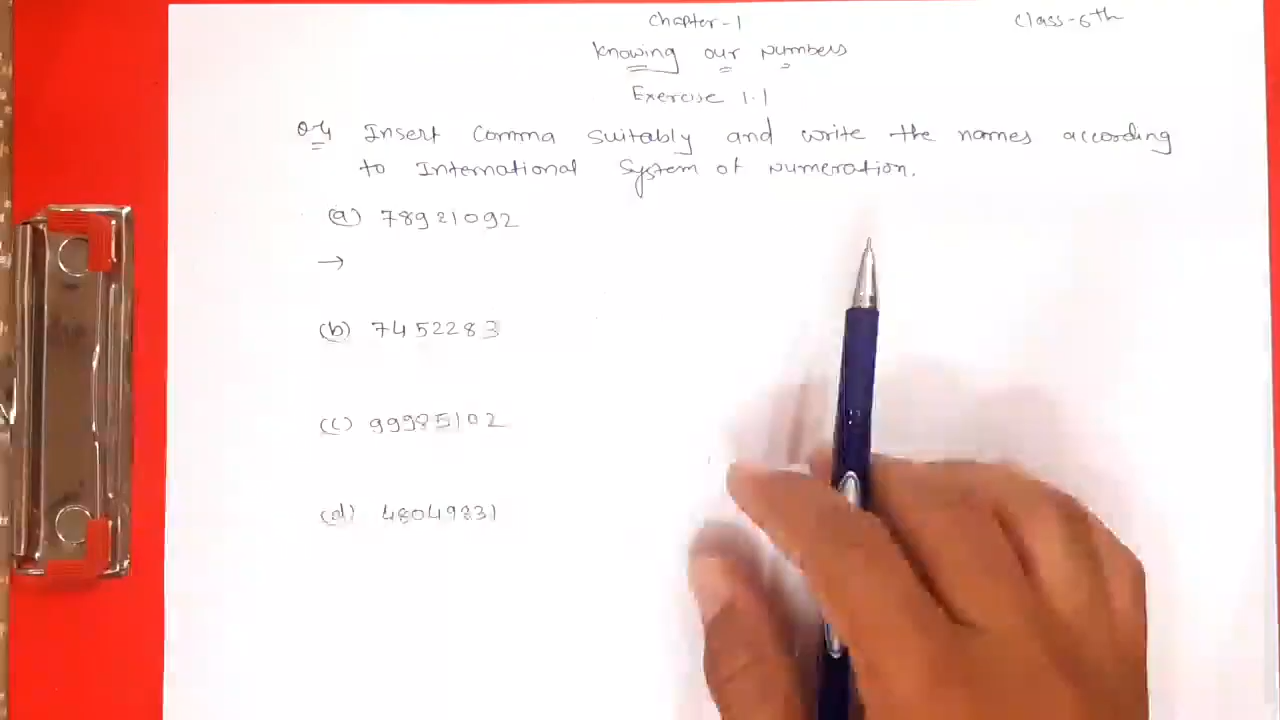 Chapter-1
Class-6th
Knowing our numbers
Exercise 1.1
Q.4 Insert Comma suitably and write the names according
to International System of numeration.
(a) 78921092
→
(b) 7452283
(c) 99985102
(d) 48049831